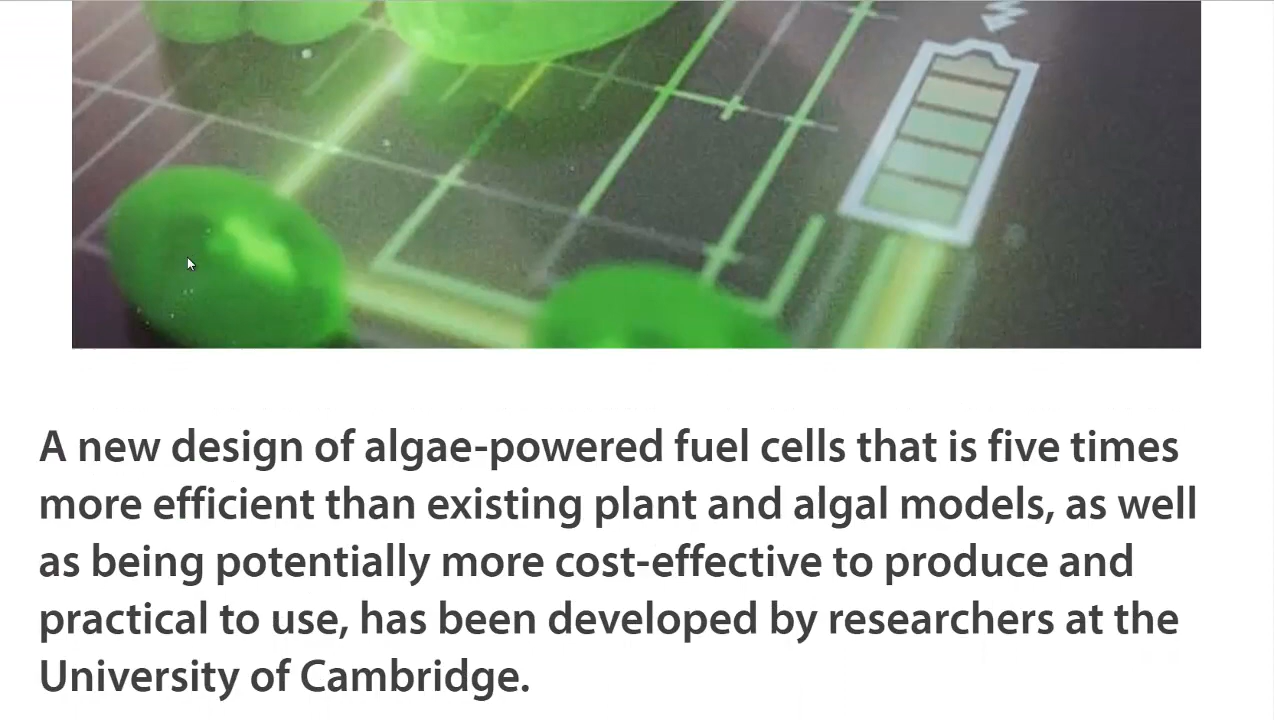 A new design of algae-powered fuel cells that is five times
more efficient than existing plant and algal models, as well
as being potentially more cost-effective to produce and
practical to use, has been developed by researchers at the
University of Cambridge.